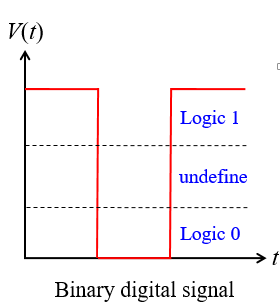 V(t)
Logic 1
undefine
Logic 0
t
Binary digital signal